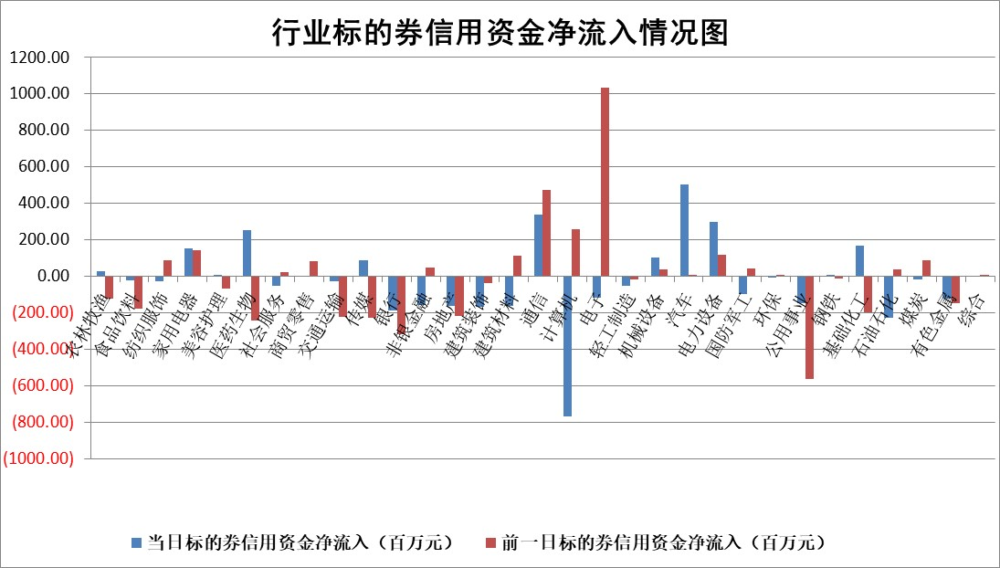 行业标的券信用资金净流入情况图
1200.00
1000.00
800.00
600.00
400.00
200.00
0.00
(200.00)
(400.00)
(600.00)
(800.00)
(1000.00)
农林牧渔
食品饮料
纺织服饰
家用电器
美容护理
医药生物
社会服务
商贸零售
交通运输
传媒
银行
非银金融
房地产
建筑装饰
建筑材料
通信
计算机
电子
轻工制造
机械设备
汽车
电力设备
国防军工
环保
公用事业
钢铁
基础化工
石油石化
煤炭
有色金属
综合
当日标的券信用资金净流入（百万元）
前一日标的券信用资金净流入（百万元）